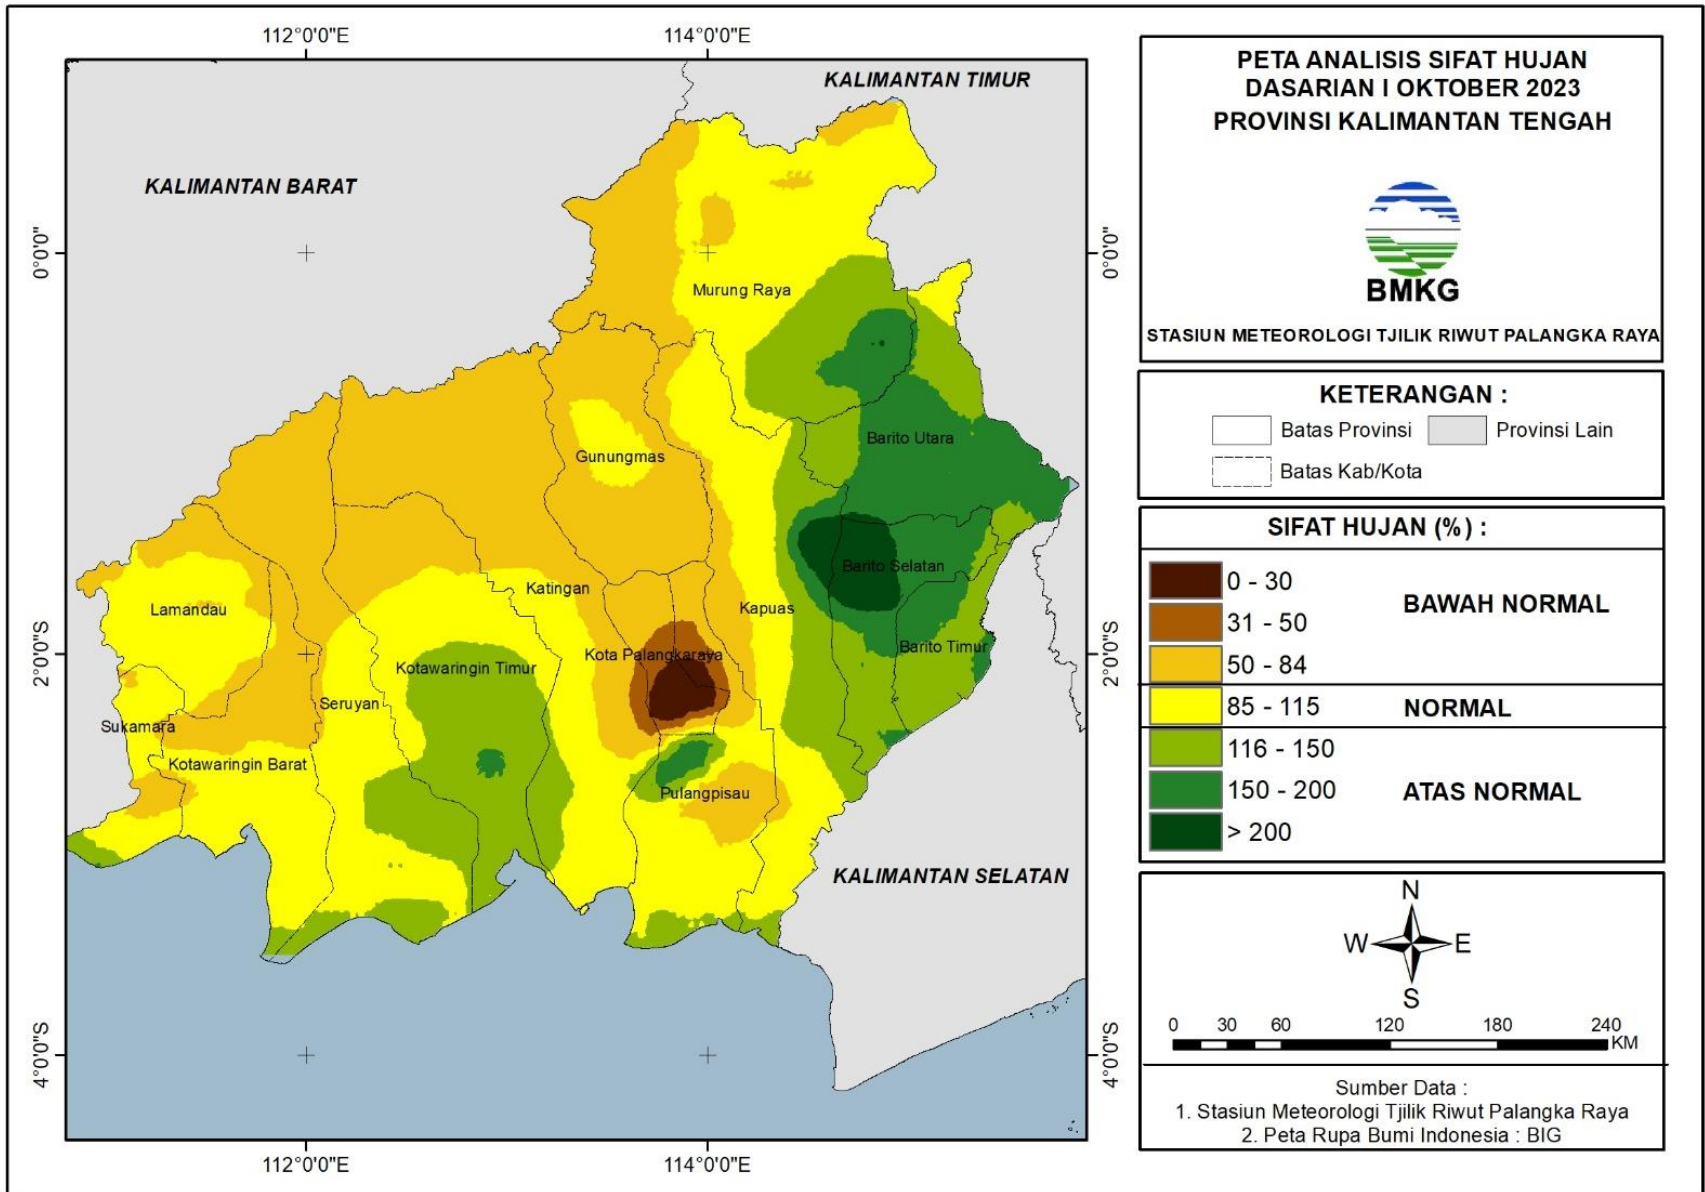 112°0'0"E
114°0'0"E
KALIMANTAN TIMUR
KALIMANTAN BARAT
0°0'0"
0°0'0"
Murung Raya
Barito Utara
Gunungmas
Barito Selatan
Katingan
Lamandau
Kapuas
2°0'0"S
2°0'0"S
Kota Palangkaraya
Barito Timur
Kotawaringin Timur
Seruyan
Sukamara
Kotawaringin Barat
Pulangpisau
KALIMANTAN SELATAN
4°0'0"S
4°0'0"S
112°0'0"E
114°0'0"E
PETA ANALISIS SIFAT HUJAN
DASARIAN I OKTOBER 2023
PROVINSI KALIMANTAN TENGAH
BMKG
STASIUN METEOROLOGI TJILIK RIWUT PALANGKA RAYA
KETERANGAN :
Batas Provinsi
Provinsi Lain
Batas Kab/Kota
SIFAT HUJAN (%) :
0 - 30
31 - 50
BAWAH NORMAL
50 - 84
85 - 115
NORMAL
116 - 150
150 - 200
ATAS NORMAL
> 200
N
W
E
S
0 30 60 120 180 240
KM
Sumber Data :
1. Stasiun Meteorologi Tjilik Riwut Palangka Raya
2. Peta Rupa Bumi Indonesia : BIG